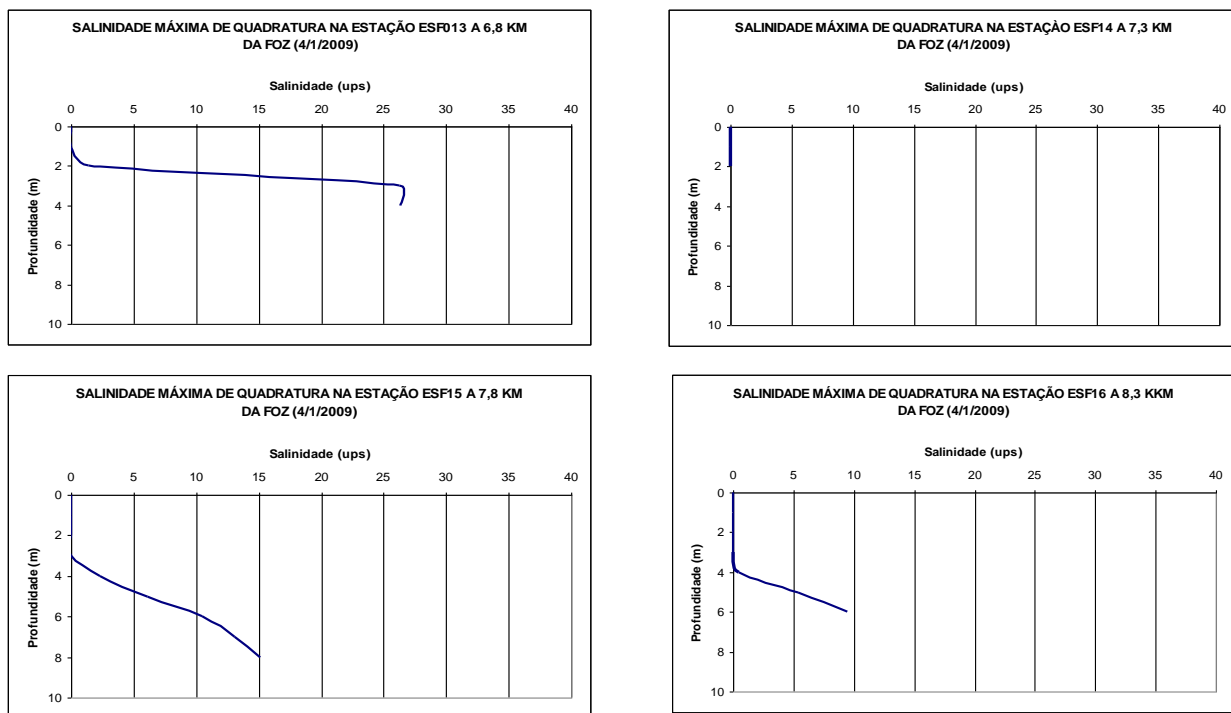 SALINIDADE MÁXIMA DE QUADRATURA NA ESTAÇÃO ESF013 A 6,8 KM
DA FOZ (4/1/2009)
Salinidade (ups)
0 5 10 15 20 25 30 35 40
Profundidade (m)
0
2
4
6
8
10
SALINIDADE MÁXIMA DE QUADRATURA NA ESTAÇÀO ESF14 A 7,3 KM
DA FOZ (4/1/2009)
Salinidade (ups)
0 5 10 15 20 25 30 35 40
Profundidade (m)
0
2
4
6
8
10
SALINIDADE MÁXIMA DE QUADRATURA NA ESTAÇÃO ESF15 A 7,8 KM
DA FOZ (4/1/2009)
Salinidade (ups)
0 5 10 15 20 25 30 35 40
Profundidade (m)
0
2
4
6
8
10
SALINIDADE MÁXIMA DE QUADRATURA NA ESTAÇÃO ESF16 A 8,3 KKM
DA FOZ (4/1/2009)
Salinidade (ups)
0 5 10 15 20 25 30 35 40
Profundidade (m)
0
2
4
6
8
10